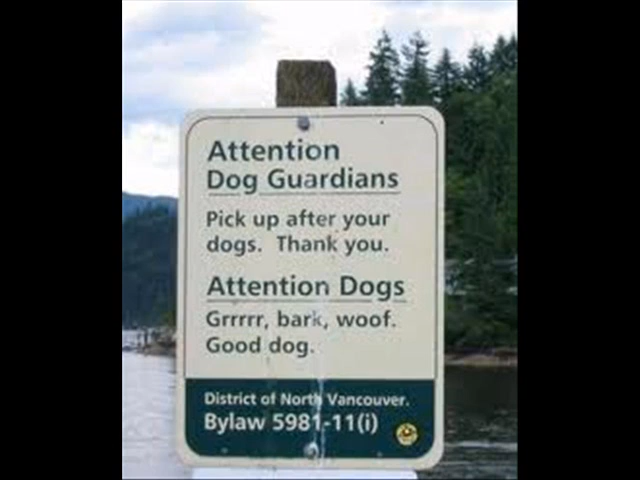 Attention
Dog Guardians
Pick up after your
dogs. Thank you.
Attention Dogs
Grrrrr, bark, woof.
Good dog.
District of North Vancouver.
Bylaw 5981-11(i)